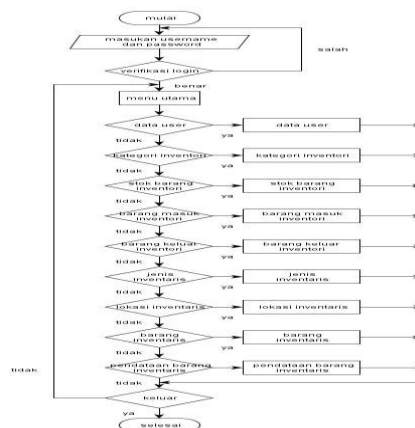 mulai
masukan username
dan password
salah
verifikasi login
benar
menu utama
data user
data user
ya
tidak
kategori inventori
kategori inventori
ya
tidak
stok barang
inventori
stok barang
inventori
ya
tidak
barang masuk
inventori
barang masuk
inventori
ya
tidak
barang keluar
inventori
barang keluar
inventori
ya
tidak
jenis
inventaris
jenis
inventaris
ya
tidak
lokasi inventaris
lokasi inventaris
ya
tidak
barang
inventaris
barang
inventaris
ya
tidak
pendataan barang
inventaris
pendataan barang
inventaris
tidak
tidak
keluar
ya
selesai